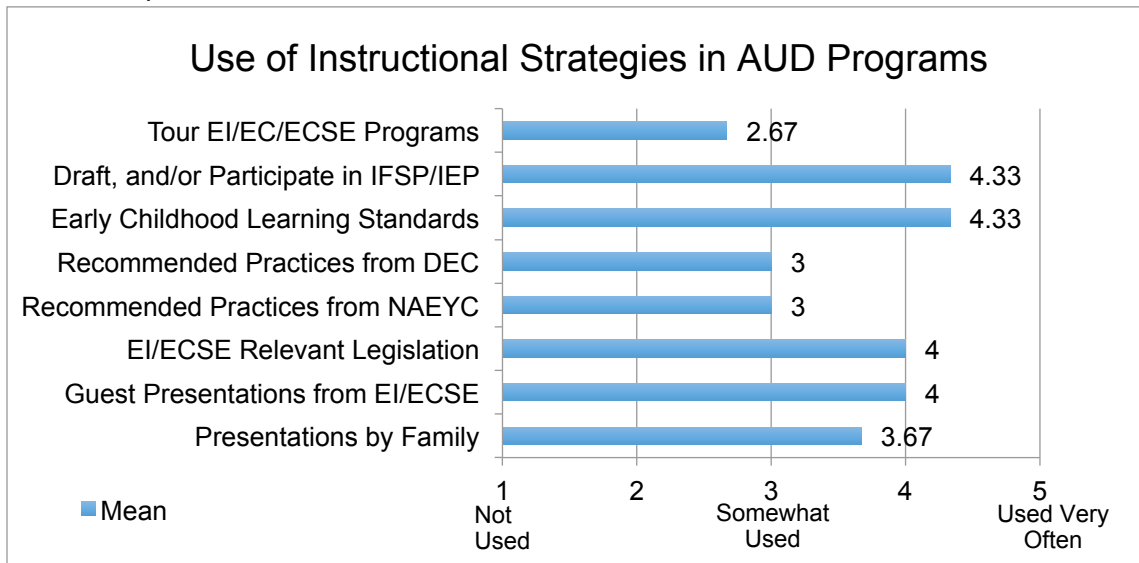 Use of Instructional Strategies in AUD Programs
Tour EI/EC/ECSE Programs 2.67
Draft, and/or Participate in IFSP/IEP 4.33
Early Childhood Learning Standards 4.33
Recommended Practices from DEC 3
Recommended Practices from NAEYC 3
EI/ECSE Relevant Legislation 4
Guest Presentations from EI/ECSE 4
Presentations by Family 3.67
1 2 3 4 5
Mean
Not
Used
Somewhat
Used
Used Very
Often